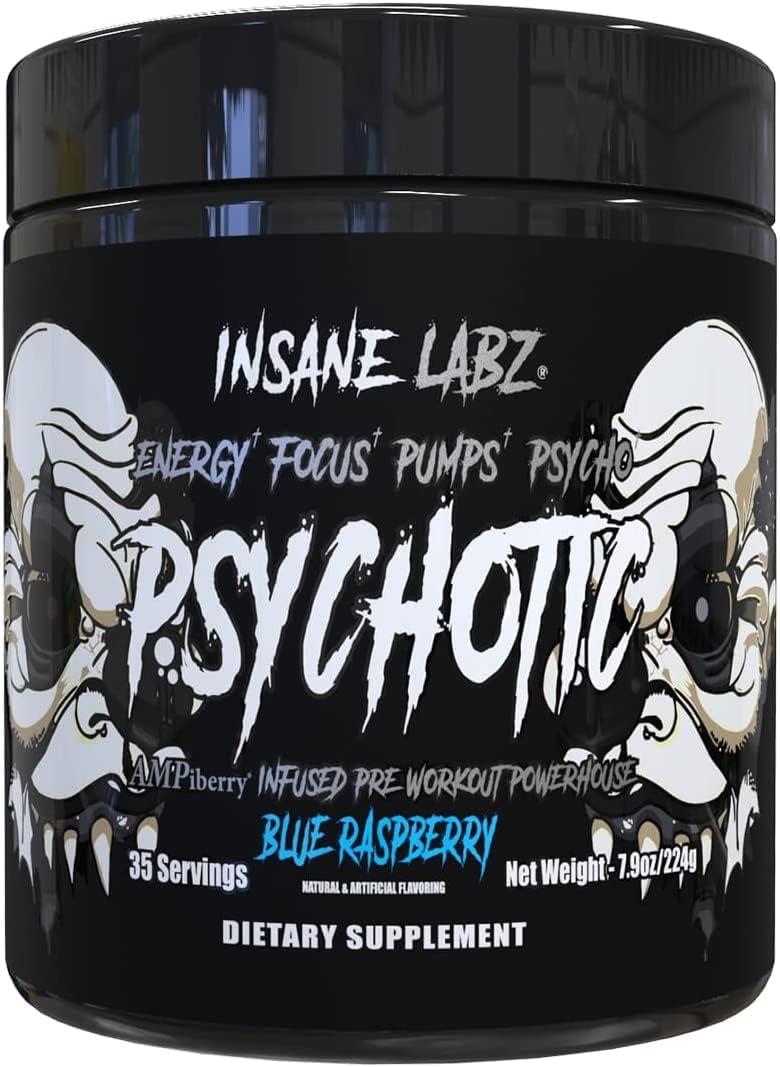 INSANE LABZ®
ENERGY† FOCUS† PUMPS† PSYCHO†
PSYCHOTIC
AMPiberry® INFUSED PRE WORKOUT POWERHOUSE
BLUE RASPBERRY
35 Servings
NATURAL & ARTIFICIAL FLAVORING
Net Weight - 7.9oz/224g
DIETARY SUPPLEMENT